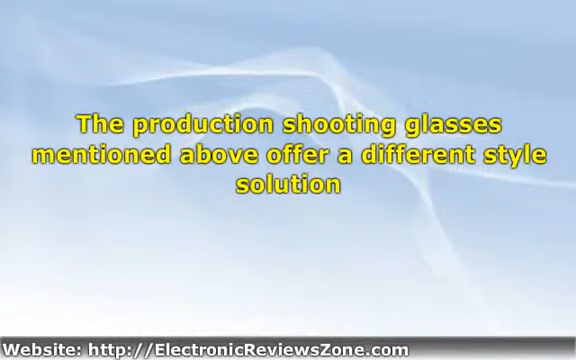 The production shooting glasses
mentioned above offer a different style
solution
Website: http://ElectronicReviewsZone.com